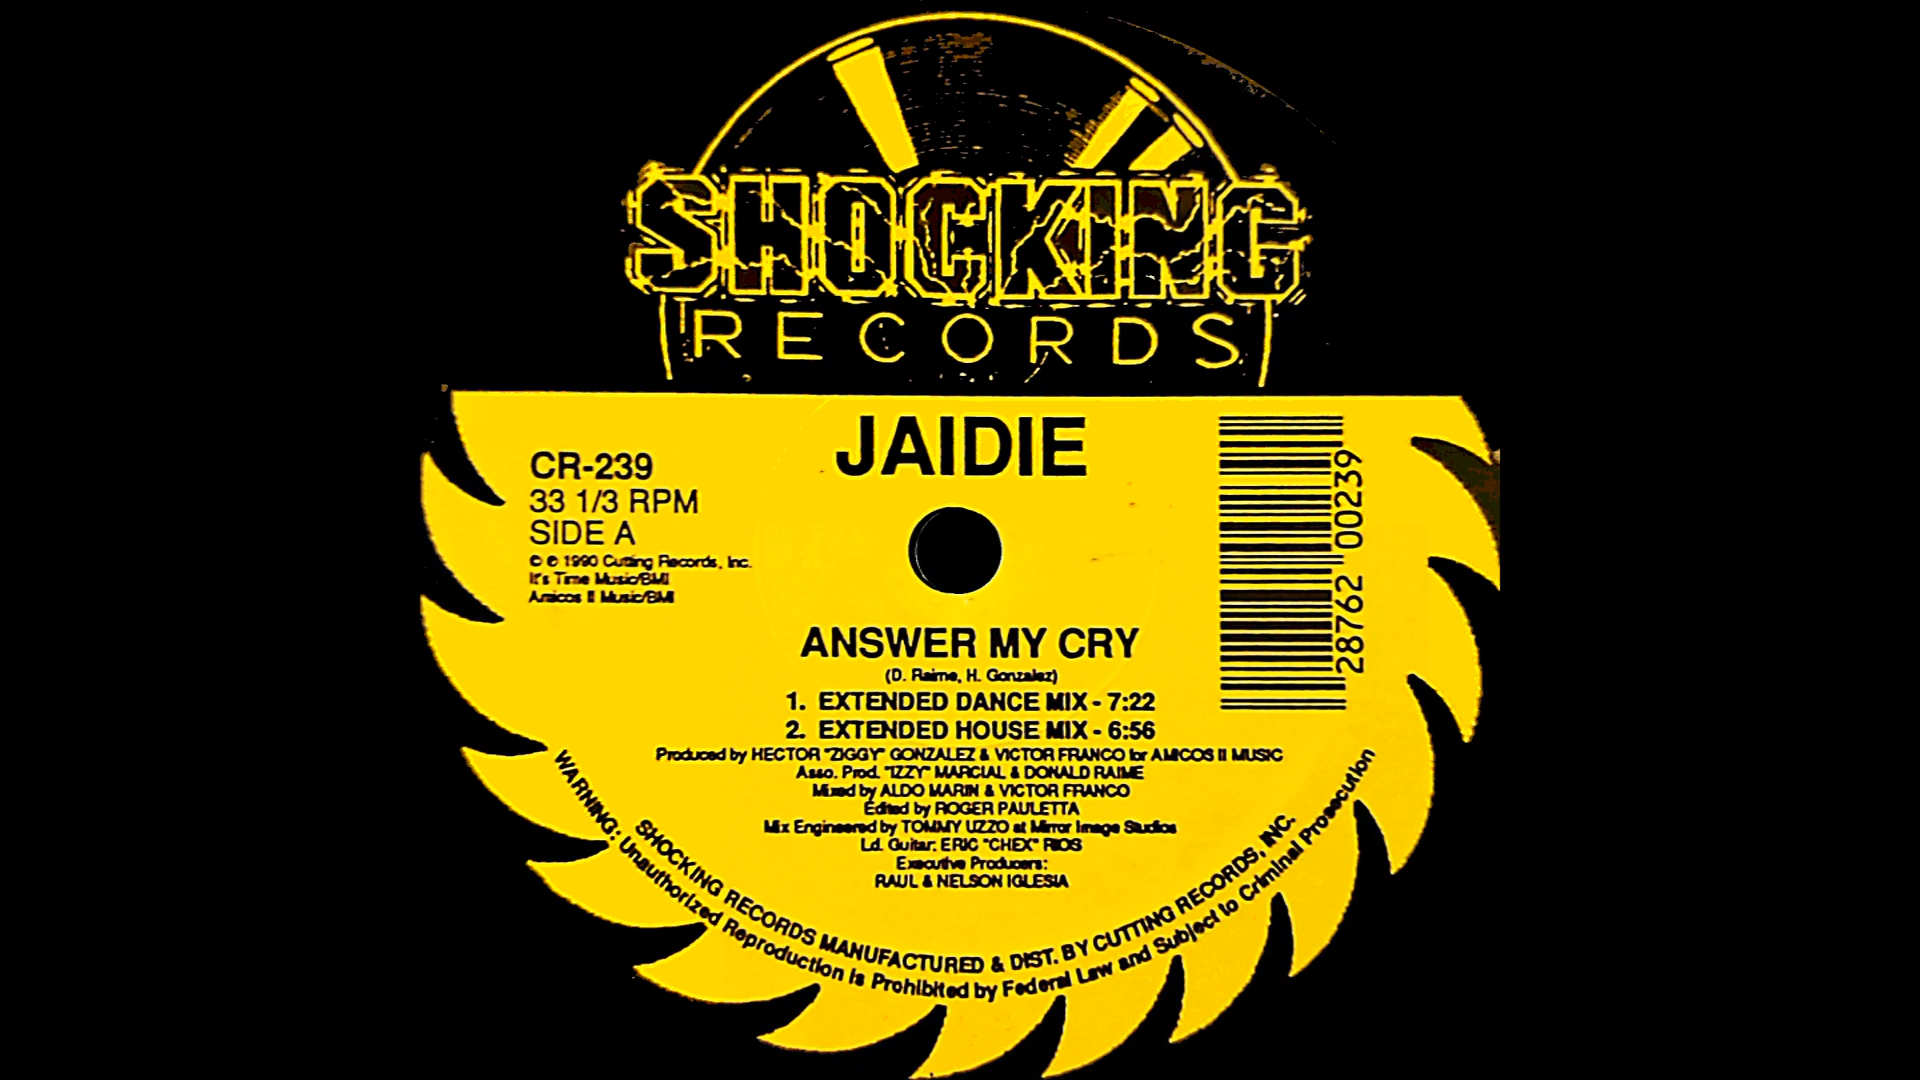 SHOCKING
RECORDS
JAIDIE
CR-239
33 1/3 RPM
SIDE A
© ℗ 1990 Cutting Records, Inc.
It's Time Music/BMI
Amicos II Music/BMI
28762 00239
ANSWER MY CRY
(D. Raime, H. Gonzalez)
1. EXTENDED DANCE MIX - 7:22
2. EXTENDED HOUSE MIX - 6:56
Produced by HECTOR "ZIGGY" GONZALEZ & VICTOR FRANCO for AMICOS II MUSIC
Asso. Prod. "IZZY" MARCIAL & DONALD RAIME
Mixed by ALDO MARIN & VICTOR FRANCO
Edited by ROGER PAULETTA
Mix Engineered by TOMMY UZZO at Mirror Image Studios
Ld. Guitar: ERIC "CHEX" RIOS
Executive Producers:
RAUL & NELSON IGLESIA
SHOCKING RECORDS MANUFACTURED & DIST. BY CUTTING RECORDS, INC.
WARNING: Unauthorized Reproduction is Prohibited by Federal Law and Subject to Criminal Prosecution